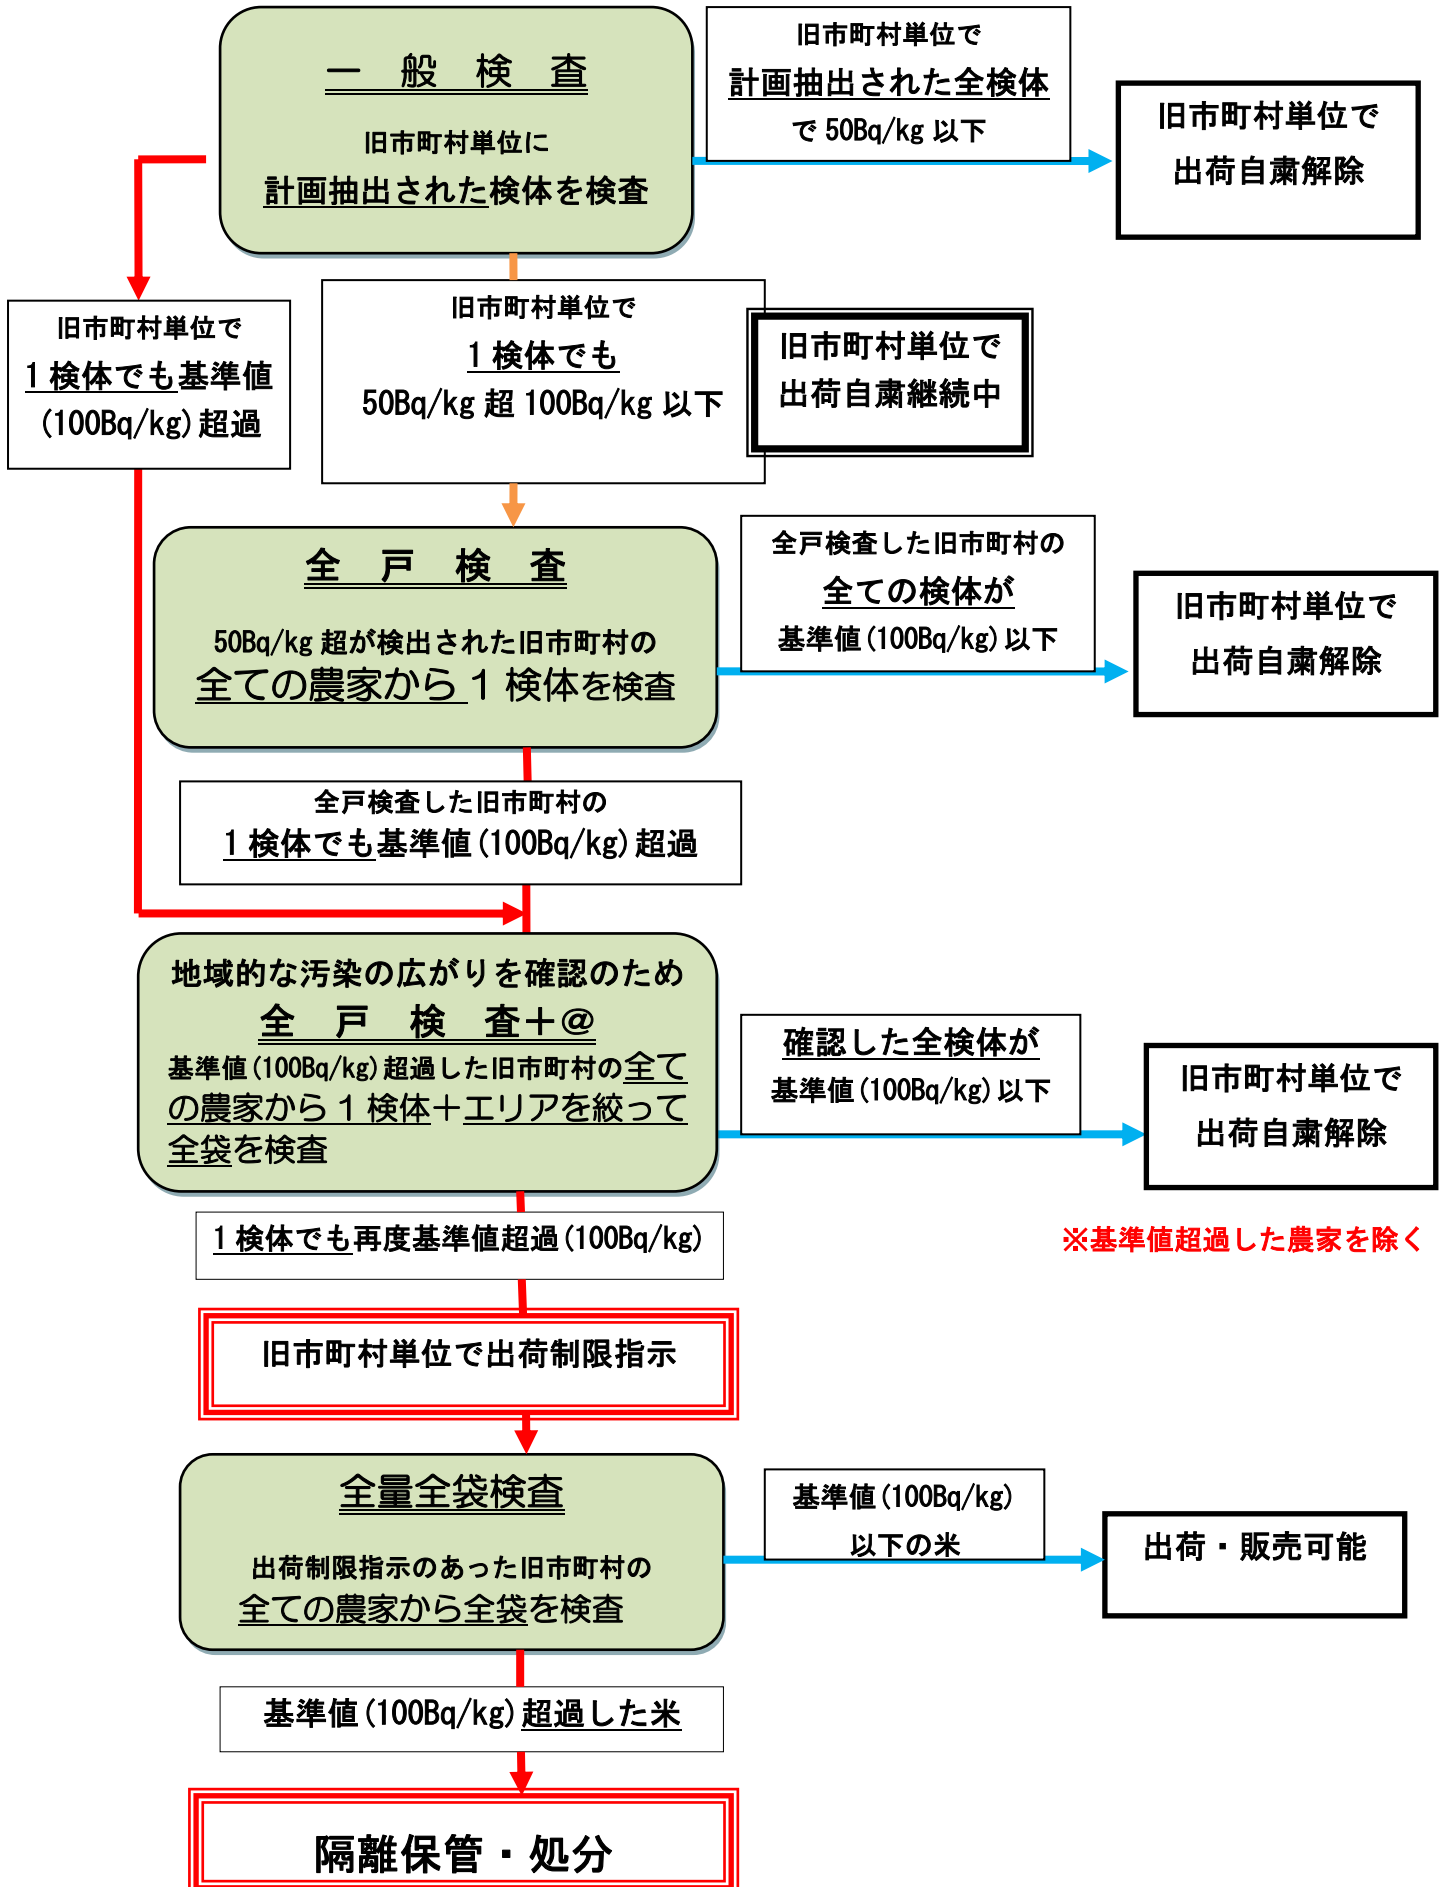 一　般　検　査
旧市町村単位に
計画抽出された検体を検査
旧市町村単位で
計画抽出された全検体
で 50Bq/kg 以下
旧市町村単位で
出荷自粛解除
旧市町村単位で
1 検体でも基準値
(100Bq/kg)超過
旧市町村単位で
1 検体でも
50Bq/kg 超 100Bq/kg 以下
旧市町村単位で
出荷自粛継続中
全　戸　検　査
50Bq/kg 超が検出された旧市町村の
全ての農家から 1 検体を検査
全戸検査した旧市町村の
全ての検体が
基準値(100Bq/kg)以下
旧市町村単位で
出荷自粛解除
全戸検査した旧市町村の
1 検体でも基準値(100Bq/kg)超過
地域的な汚染の広がりを確認のため
全　戸　検　査＋＠
基準値(100Bq/kg)超過した旧市町村の全て
の農家から 1 検体＋エリアを絞って
全袋を検査
確認した全検体が
基準値(100Bq/kg)以下
旧市町村単位で
出荷自粛解除
※基準値超過した農家を除く
1 検体でも再度基準値超過(100Bq/kg)
旧市町村単位で出荷制限指示
全量全袋検査
出荷制限指示のあった旧市町村の
全ての農家から全袋を検査
基準値(100Bq/kg)
以下の米
出荷・販売可能
基準値(100Bq/kg)超過した米
隔離保管・処分